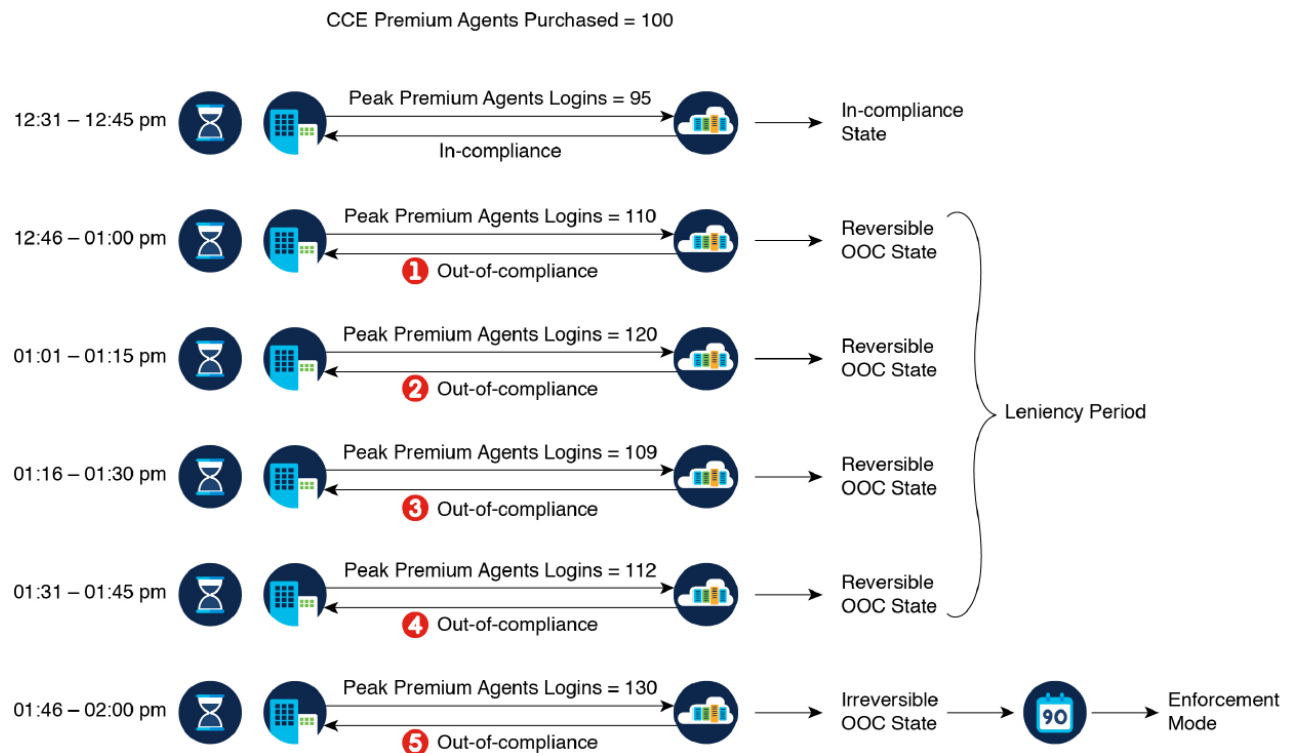 CCE Premium Agents Purchased = 100
12:31 – 12:45 pm
Peak Premium Agents Logins = 95
In-compliance
In-compliance
State
12:46 – 01:00 pm
Peak Premium Agents Logins = 110
1 Out-of-compliance
Reversible
OOC State
01:01 – 01:15 pm
Peak Premium Agents Logins = 120
2 Out-of-compliance
Reversible
OOC State
Leniency Period
01:16 – 01:30 pm
Peak Premium Agents Logins = 109
3 Out-of-compliance
Reversible
OOC State
01:31 – 01:45 pm
Peak Premium Agents Logins = 112
4 Out-of-compliance
Reversible
OOC State
01:46 – 02:00 pm
Peak Premium Agents Logins = 130
5 Out-of-compliance
Irreversible
OOC State
90
Enforcement
Mode